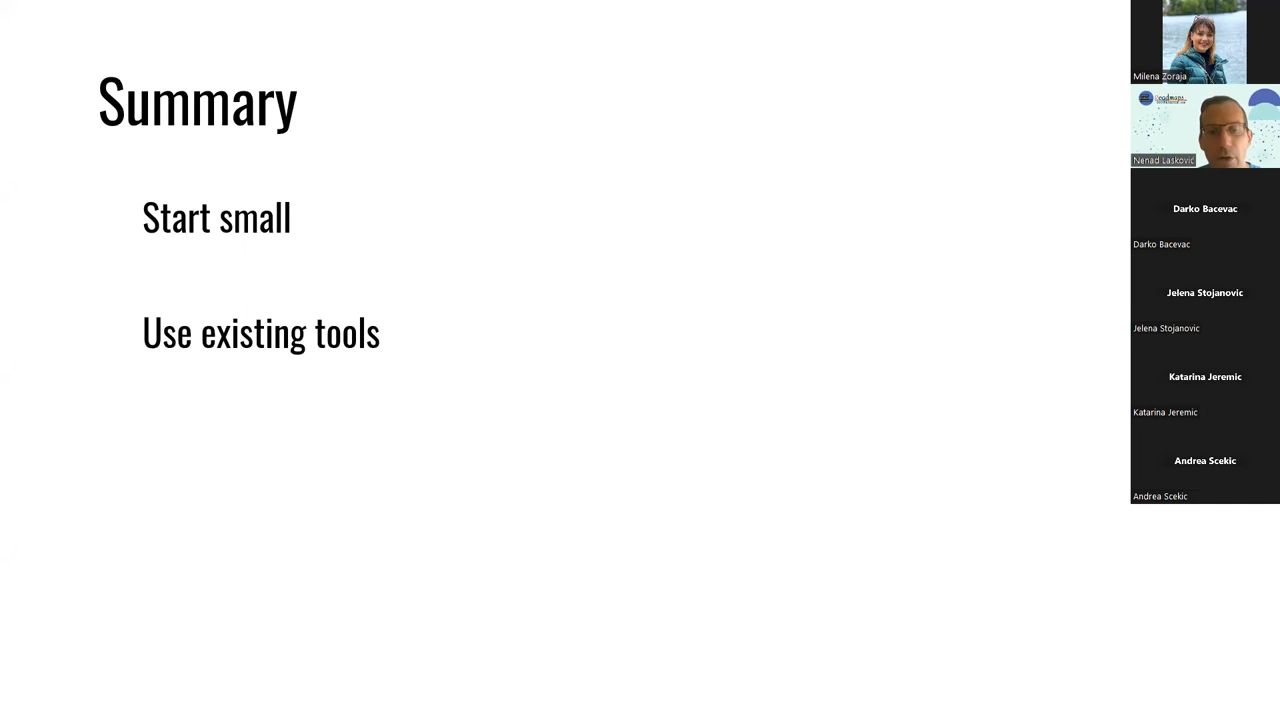 Summary
Start small
Use existing tools
Milena Zoraja
Nenad Lasković
Darko Bacevac
Darko Bacevac
Jelena Stojanovic
Jelena Stojanovic
Katarina Jeremic
Katarina Jeremic
Andrea Scekic
Andrea Scekic